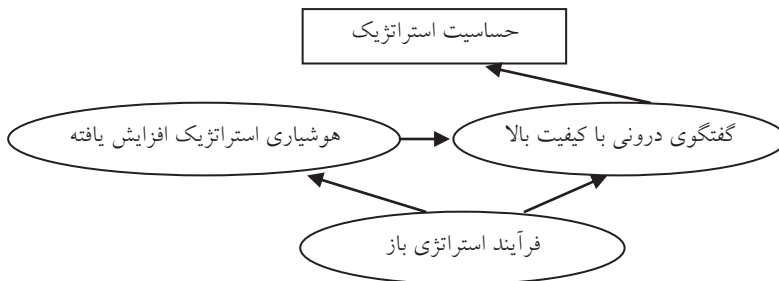 حساسیت استراتژیک
گفتگوی درونی با کیفیت بالا
هوشیاری استراتژیک افزایش یافته
فرآیند استراتژی باز